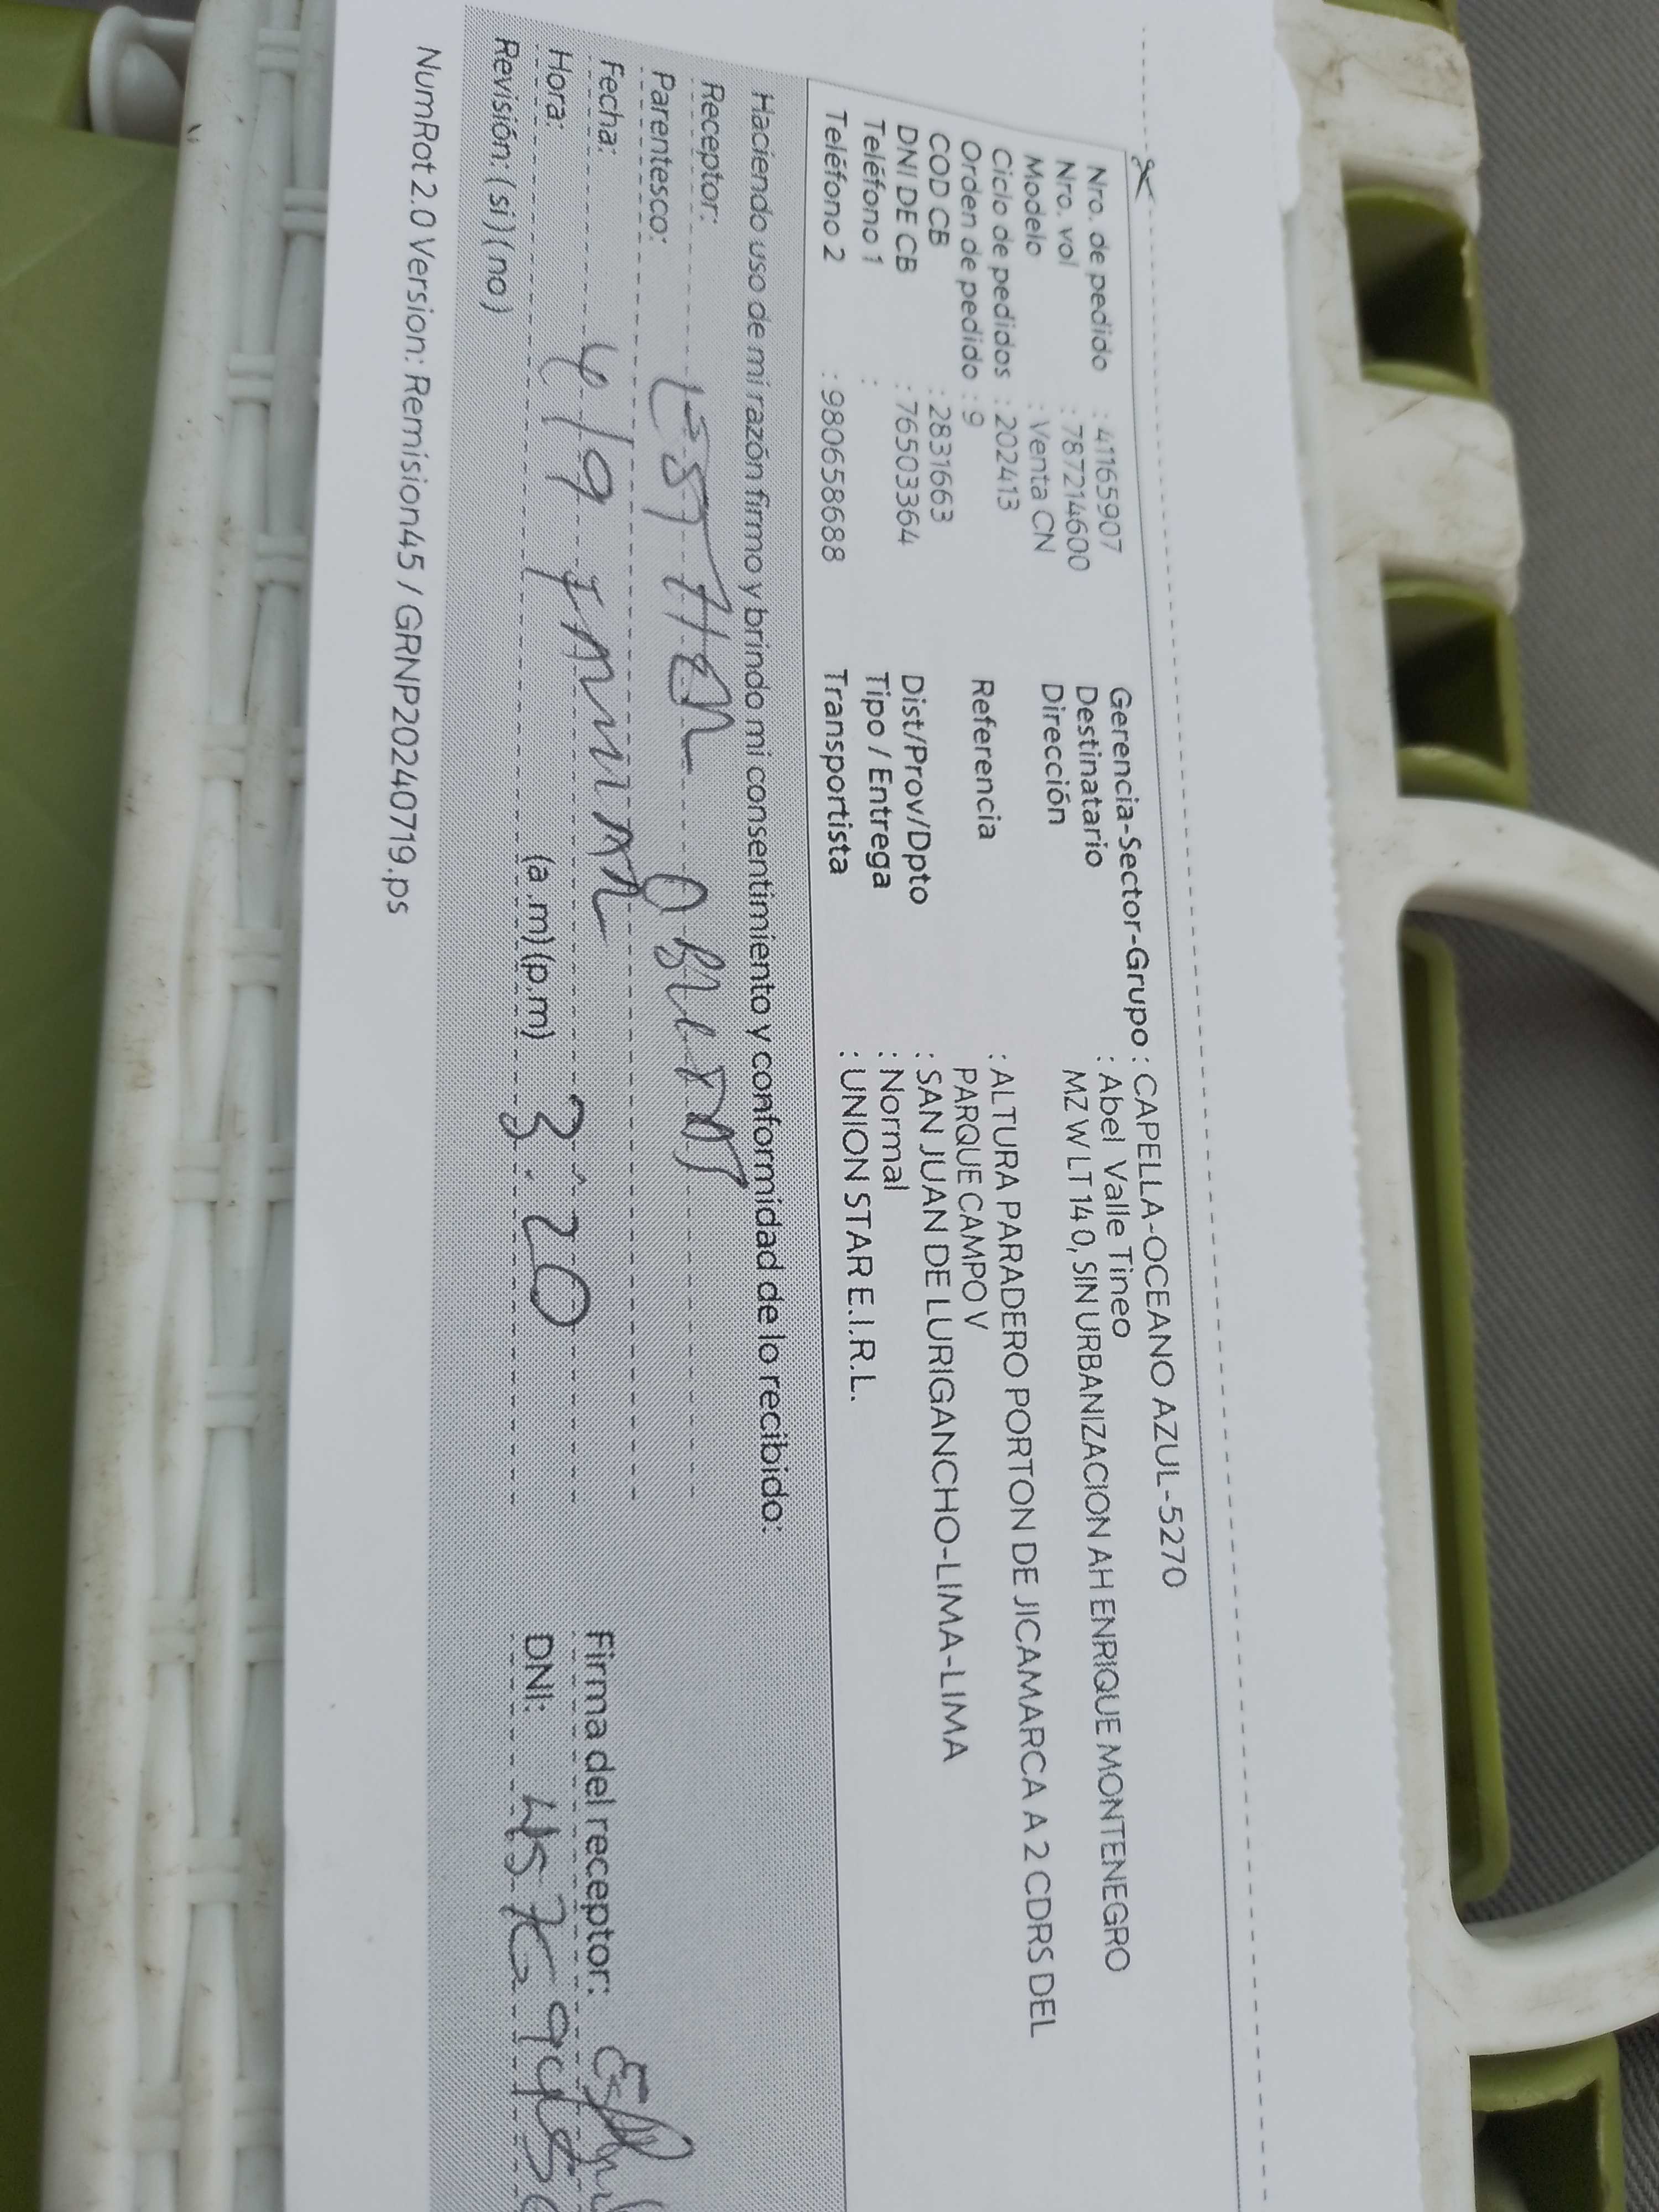 Nro. de pedido : 41165907
Nro. vol : 787214600
Modelo : Venta CN
Ciclo de pedidos : 202413
Orden de pedido : 9
COD CB : 2831663
DNI DE CB : 76503364
Teléfono 1 :
Teléfono 2 : 980658688
Gerencia-Sector-Grupo : CAPELLA-OCEANO AZUL-5270
Destinatario : Abel Valle Tineo
Dirección MZ W LT 14 0, SIN URBANIZACION AH ENRIQUE MONTENEGRO
Referencia : ALTURA PARADERO PORTON DE JICAMARCA A 2 CDRS DEL
PARQUE CAMPO V
Dist/Prov/Dpto : SAN JUAN DE LURIGANCHO-LIMA-LIMA
Tipo / Entrega : Normal
Transportista : UNION STAR E.I.R.L.
Haciendo uso de mi razón firmo y brindo mi consentimiento y conformidad de lo recibido:
Receptor: ESTHER
Parentesco:
Fecha:
Hora: (a.m)(p.m) 3:20
Revisión: (si) (no)
Firma del receptor:
DNI:
NumRot 2.0 Version: Remision45 / GRNP20240719.ps